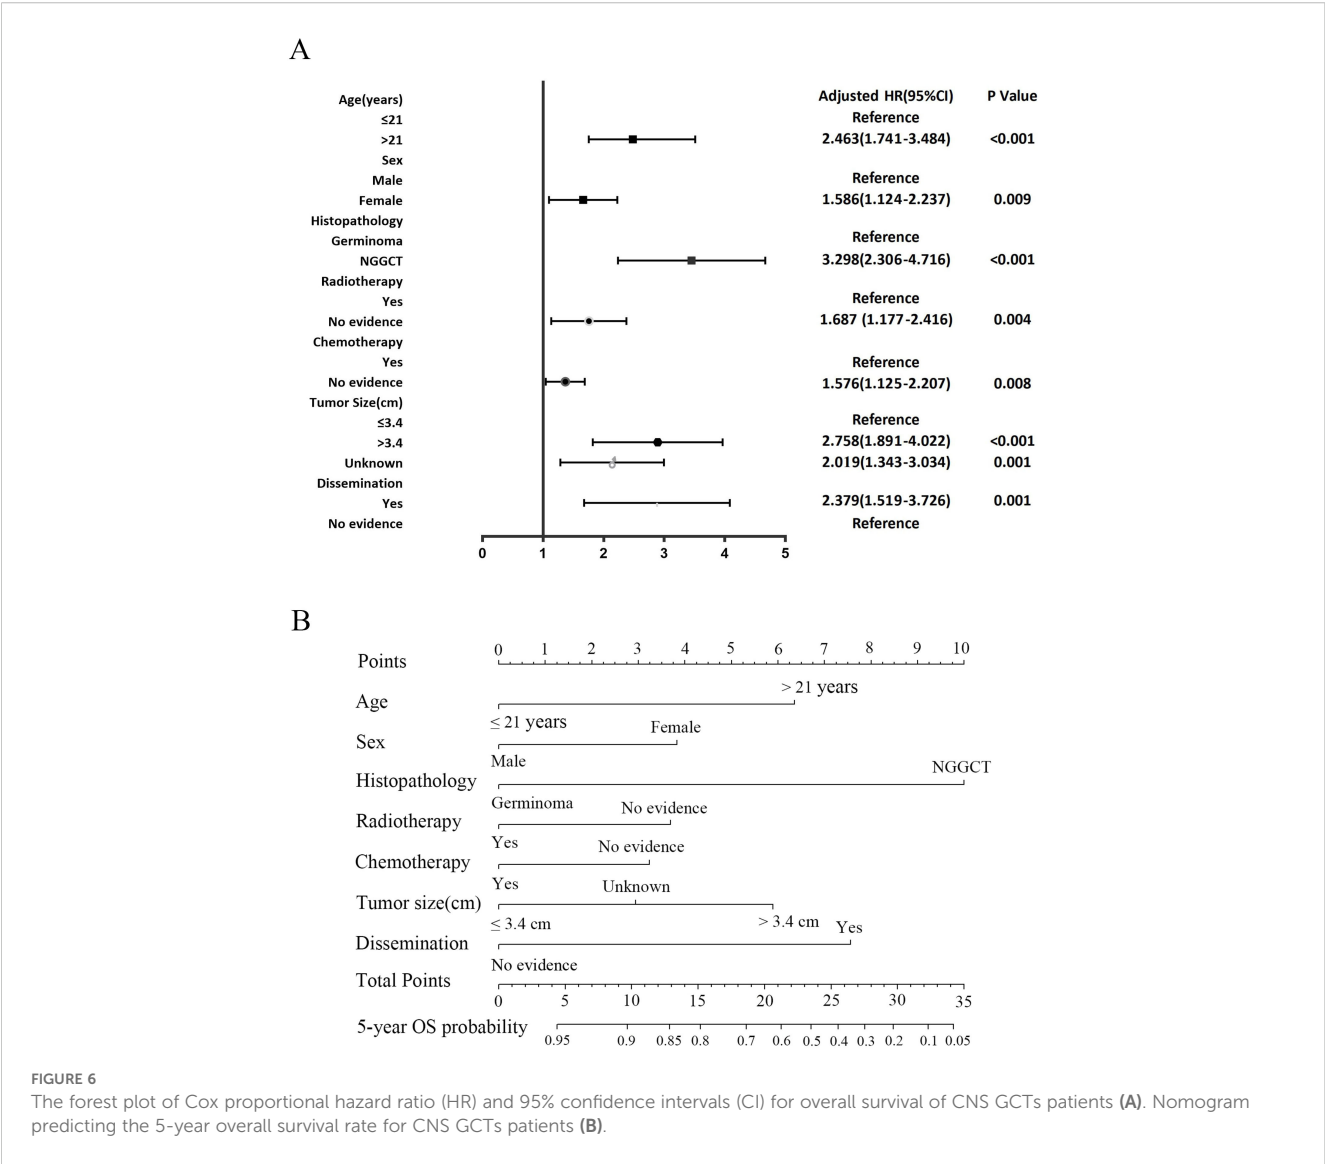 A
Age(years)
Adjusted HR(95%CI) P Value
≤21 Reference
>21 2.463(1.741-3.484) <0.001
Sex
Male Reference
Female 1.586(1.124-2.237) 0.009
Histopathology
Germinoma Reference
NGGCT 3.298(2.306-4.716) <0.001
Radiotherapy
Yes Reference
No evidence 1.687 (1.177-2.416) 0.004
Chemotherapy
Yes Reference
No evidence 1.576(1.125-2.207) 0.008
Tumor Size(cm)
≤3.4 Reference
>3.4 2.758(1.891-4.022) <0.001
Unknown 2.019(1.343-3.034) 0.001
Dissemination
Yes 2.379(1.519-3.726) 0.001
No evidence Reference
0 1 2 3 4 5
B
Points 0 1 2 3 4 5 6 7 8 9 10
> 21 years
Age
≤ 21 years
Female
Sex
Male
NGGCT
Histopathology
Germinoma
No evidence
Radiotherapy
Yes
No evidence
Chemotherapy
Yes
Unknown
Tumor size(cm)
≤ 3.4 cm > 3.4 cm
Yes
Dissemination
No evidence
Total Points
0 5 10 15 20 25 30 35
5-year OS probability
0.95 0.9 0.85 0.8 0.7 0.6 0.5 0.4 0.3 0.2 0.1 0.05
FIGURE 6
The forest plot of Cox proportional hazard ratio (HR) and 95% confidence intervals (CI) for overall survival of CNS GCTs patients (A). Nomogram
predicting the 5-year overall survival rate for CNS GCTs patients (B).